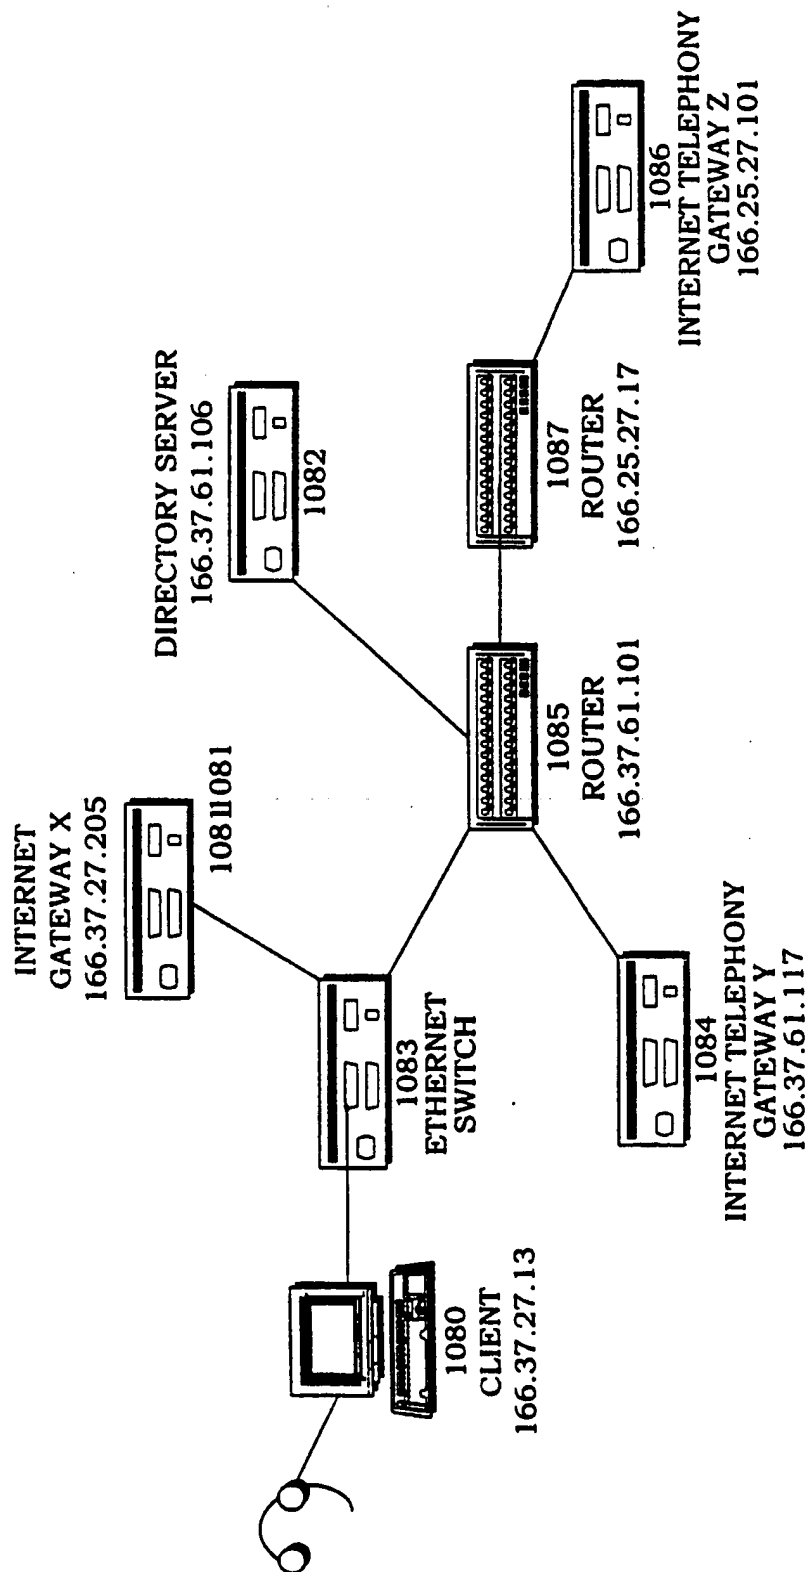 INTERNET
GATEWAY X
166.37.27.205
10811081
DIRECTORY SERVER
166.37.61.106
1082
1080
CLIENT
166.37.27.13
1083
ETHERNET
SWITCH
1085
ROUTER
166.37.61.101
1087
ROUTER
166.25.27.17
1084
INTERNET TELEPHONY
GATEWAY Y
166.37.61.117
1086
INTERNET TELEPHONY
GATEWAY Z
166.25.27.101